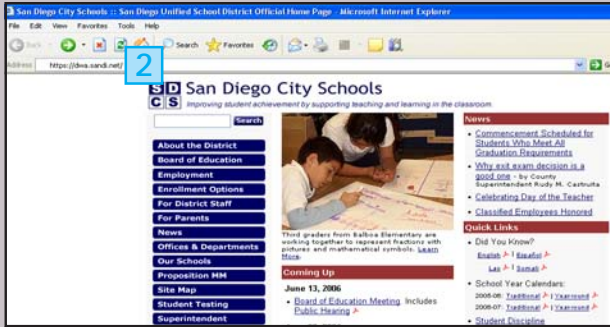 San Diego City Schools :: San Diego Unified School District Official Home Page - Microsoft Internet Explorer
File Edit View Favorites Tools Help
Back Search Favorites
Address https://dwa.sandi.net/
2
SD CS
San Diego City Schools
Improving student achievement by supporting teaching and learning in the classroom.
Search
About the District
Board of Education
Employment
Enrollment Options
For District Staff
For Parents
News
Offices & Departments
Our Schools
Proposition MM
Site Map
Student Testing
Superintendent
Third graders from Balboa Elementary are
working together to represent fractions with
pictures and mathematical symbols. Learn
More.
Coming Up
June 13, 2006
• Board of Education Meeting. Includes
Public Hearing
News
• Commencement Scheduled for
Students Who Meet All
Graduation Requirements
• Why exit exam decision is a
good one - by County
Superintendent Rudy M. Castruita
• Celebrating Day of the Teacher
• Classified Employees Honored
Quick Links
• Did You Know?
English | Español |
Lao | Somali
• School Year Calendars:
2005-06: Traditional | Year-round
2006-07: Traditional | Year-round
• Student Discipline